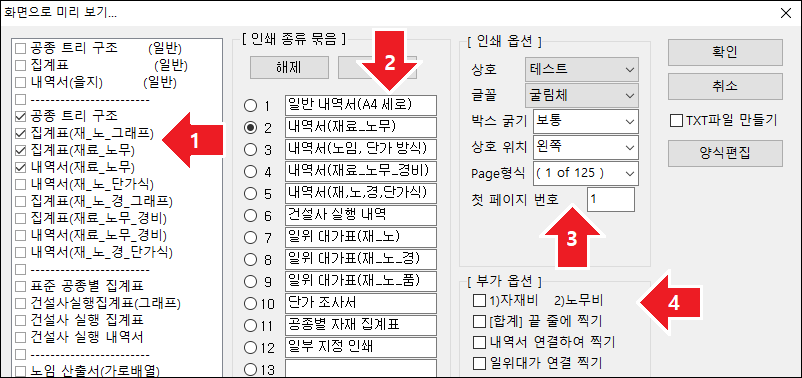 화면으로 미리 보기...
공종 트리 구조 (일반)
집계표 (일반)
내역서(을지) (일반)
-------------------------
공종 트리 구조
집계표(재_노_그래프)
집계표(재료_노무)
내역서(재료_노무)
내역서(재_노_단가식)
집계표(재_노_경_그래프)
집계표(재료_노무_경비)
내역서(재료_노무_경비)
내역서(재_노_경_단가식)
-------------------------
표준 공종별 집계표
건설사실행집계표(그래프)
건설사 실행 집계표
건설사 실행 내역서
-------------------------
노임 산출서(가로배열)
1
[ 인쇄 종류 묶음 ]
해제
2
1 일반 내역서(A4 세로)
2 내역서(재료_노무)
3 내역서(노임, 단가 방식)
4 내역서(재료_노무_경비)
5 내역서(재,노,경,단가식)
6 건설사 실행 내역
7 일위 대가표(재_노)
8 일위 대가표(재_노_경)
9 일위 대가표(재_노_품)
10 단가 조사서
11 공종별 자재 집계표
12 일부 지정 인쇄
13
[ 인쇄 옵션 ]
상호 테스트
글꼴 굴림체
박스 굵기 보통
상호 위치 왼쪽
Page형식 ( 1 of 125 )
첫 페이지 번호 1
3
[ 부가 옵션 ]
1)자재비 2)노무비
[합계] 끝 줄에 찍기
내역서 연결하여 찍기
일위대가 연결 찍기
4
확인
취소
TXT파일 만들기
양식편집